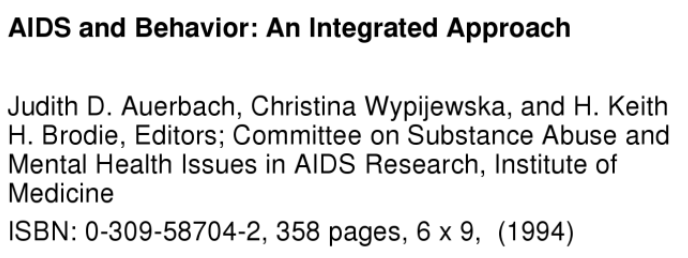 AIDS and Behavior: An Integrated Approach
Judith D. Auerbach, Christina Wypijewska, and H. Keith
H. Brodie, Editors; Committee on Substance Abuse and
Mental Health Issues in AIDS Research, Institute of
Medicine
ISBN: 0-309-58704-2, 358 pages, 6 x 9, (1994)